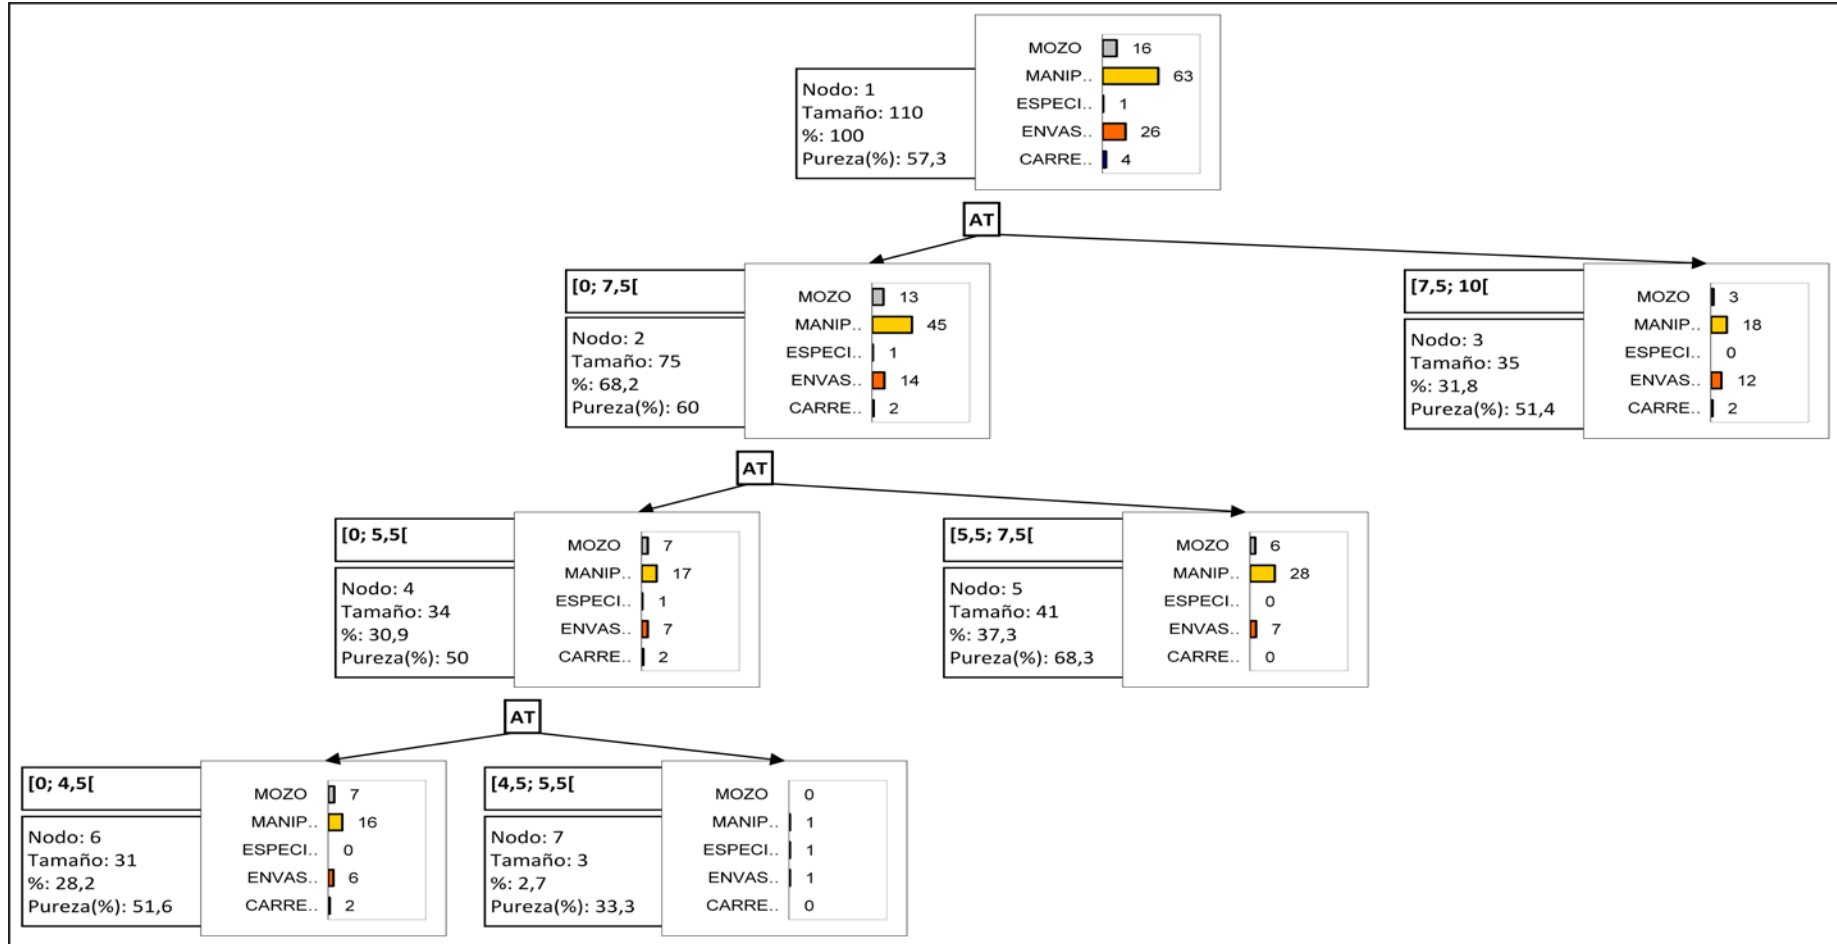 Nodo: 1
Tamaño: 110
%: 100
Pureza(%): 57,3
MOZO 16
MANIP.. 63
ESPECI.. 1
ENVAS.. 26
CARRE.. 4
AT
[0; 7,5[
Nodo: 2
Tamaño: 75
%: 68,2
Pureza(%): 60
MOZO 13
MANIP.. 45
ESPECI.. 1
ENVAS.. 14
CARRE.. 2
[7,5; 10[
Nodo: 3
Tamaño: 35
%: 31,8
Pureza(%): 51,4
MOZO 3
MANIP.. 18
ESPECI.. 0
ENVAS.. 12
CARRE.. 2
AT
[0; 5,5[
Nodo: 4
Tamaño: 34
%: 30,9
Pureza(%): 50
MOZO 7
MANIP.. 17
ESPECI.. 1
ENVAS.. 7
CARRE.. 2
[5,5; 7,5[
Nodo: 5
Tamaño: 41
%: 37,3
Pureza(%): 68,3
MOZO 6
MANIP.. 28
ESPECI.. 0
ENVAS.. 7
CARRE.. 0
AT
[0; 4,5[
Nodo: 6
Tamaño: 31
%: 28,2
Pureza(%): 51,6
MOZO 7
MANIP.. 16
ESPECI.. 0
ENVAS.. 6
CARRE.. 2
[4,5; 5,5[
Nodo: 7
Tamaño: 3
%: 2,7
Pureza(%): 33,3
MOZO 0
MANIP.. 1
ESPECI.. 1
ENVAS.. 1
CARRE.. 0